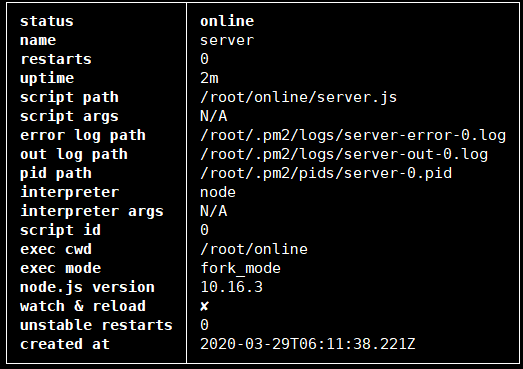 status online
name server
restarts 0
uptime 2m
script path /root/online/server.js
script args N/A
error log path /root/.pm2/logs/server-error-0.log
out log path /root/.pm2/logs/server-out-0.log
pid path /root/.pm2/pids/server-0.pid
interpreter node
interpreter args N/A
script id 0
exec cwd /root/online
exec mode fork_mode
node.js version 10.16.3
watch & reload ✘
unstable restarts 0
created at 2020-03-29T06:11:38.221Z